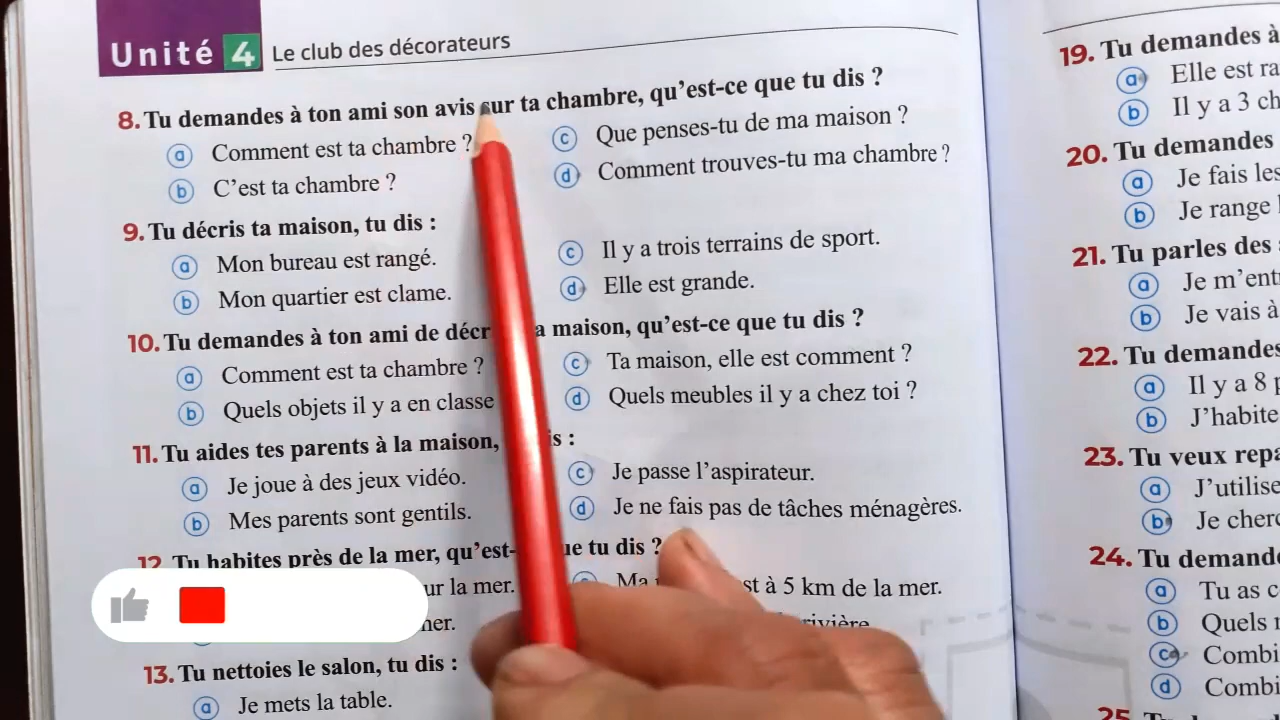 Unité 4 Le club des décorateurs
8. Tu demandes à ton ami son avis sur ta chambre, qu'est-ce que tu dis ?
a Comment est ta chambre ?
b C'est ta chambre ?
c Que penses-tu de ma maison ?
d Comment trouves-tu ma chambre ?
9. Tu décris ta maison, tu dis :
a Mon bureau est rangé.
b Mon quartier est clame.
c Il y a trois terrains de sport.
d Elle est grande.
10. Tu demandes à ton ami de décr a maison, qu'est-ce que tu dis ?
a Comment est ta chambre ?
b Quels objets il y a en classe
c Ta maison, elle est comment ?
d Quels meubles il y a chez toi ?
11. Tu aides tes parents à la maison, is :
a Je joue à des jeux vidéo.
b Mes parents sont gentils.
c Je passe l'aspirateur.
d Je ne fais pas de tâches ménagères.
12 Tu habites près de la mer, qu'est- ue tu dis ?
ur la mer.
mer.
Ma st à 5 km de la mer.
rivière
13. Tu nettoies le salon, tu dis :
a Je mets la table.
19. Tu demandes à
a Elle est ra
b Il y a 3 ch
20. Tu demandes
a Je fais les
b Je range
21. Tu parles des
a Je m'ent
b Je vais à
22. Tu demandes
a Il y a 8 p
b J'habite
23. Tu veux repa
a J'utilise
b Je cherc
24. Tu demand
a Tu as c
b Quels
c Combi
d Combi
25